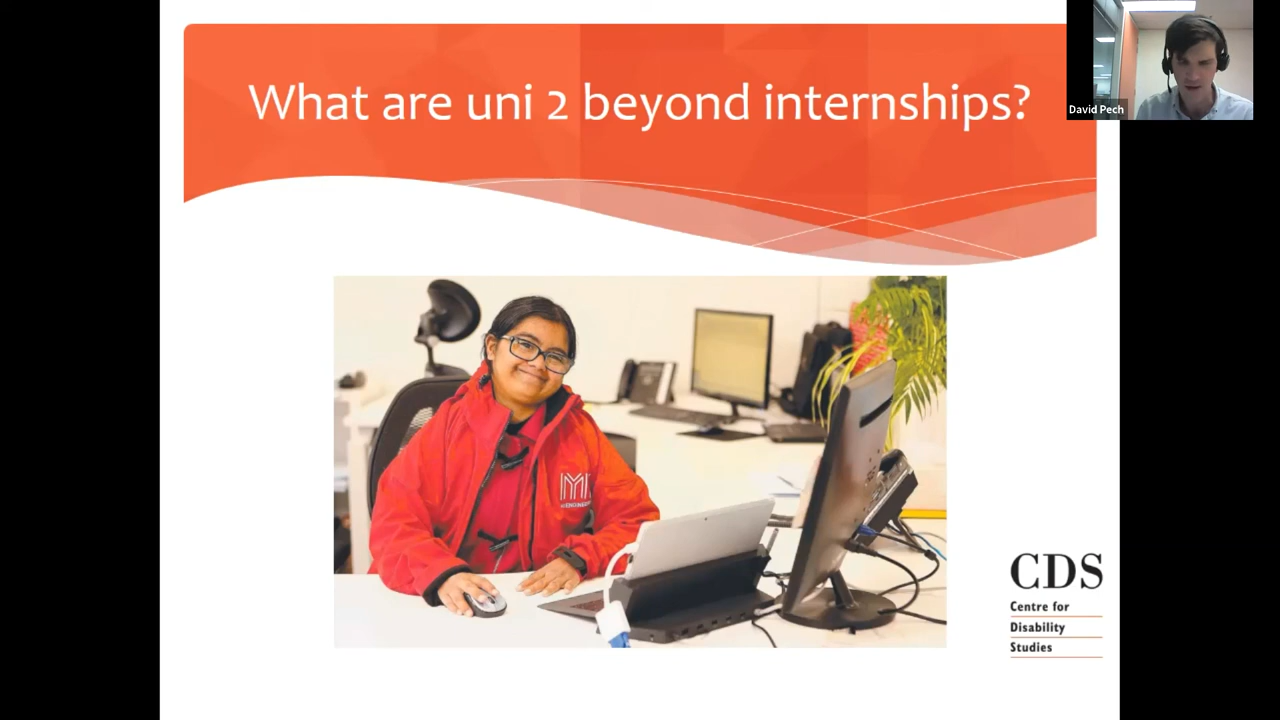 What are uni 2 beyond internships?
David Pech
CDS
Centre for
Disability
Studies